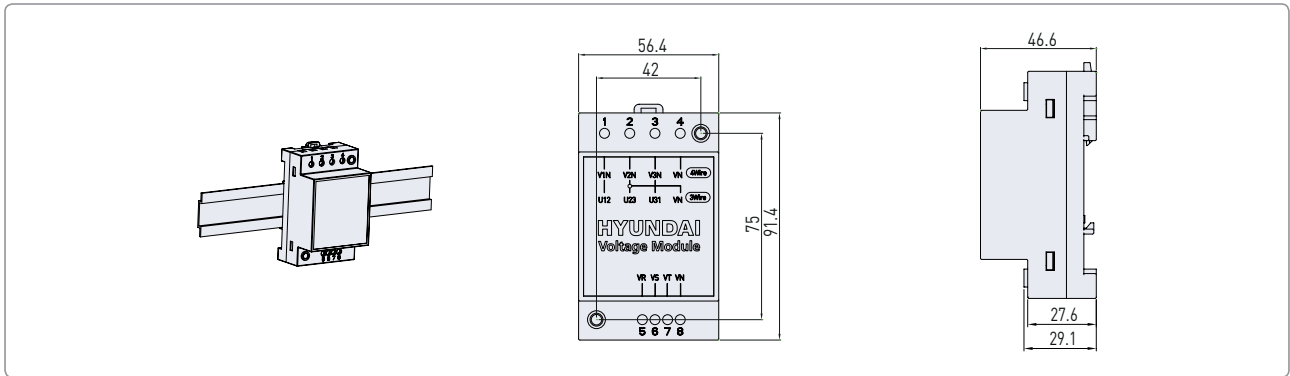 56.4
42
46.6
1 2 3 4
V1N V2N V3N VN 4Wire
U12 U23 U31 VN 3Wire
HYUNDAI
Voltage Module
75
91.4
VR VS VT VN
5 6 7 8
27.6
29.1